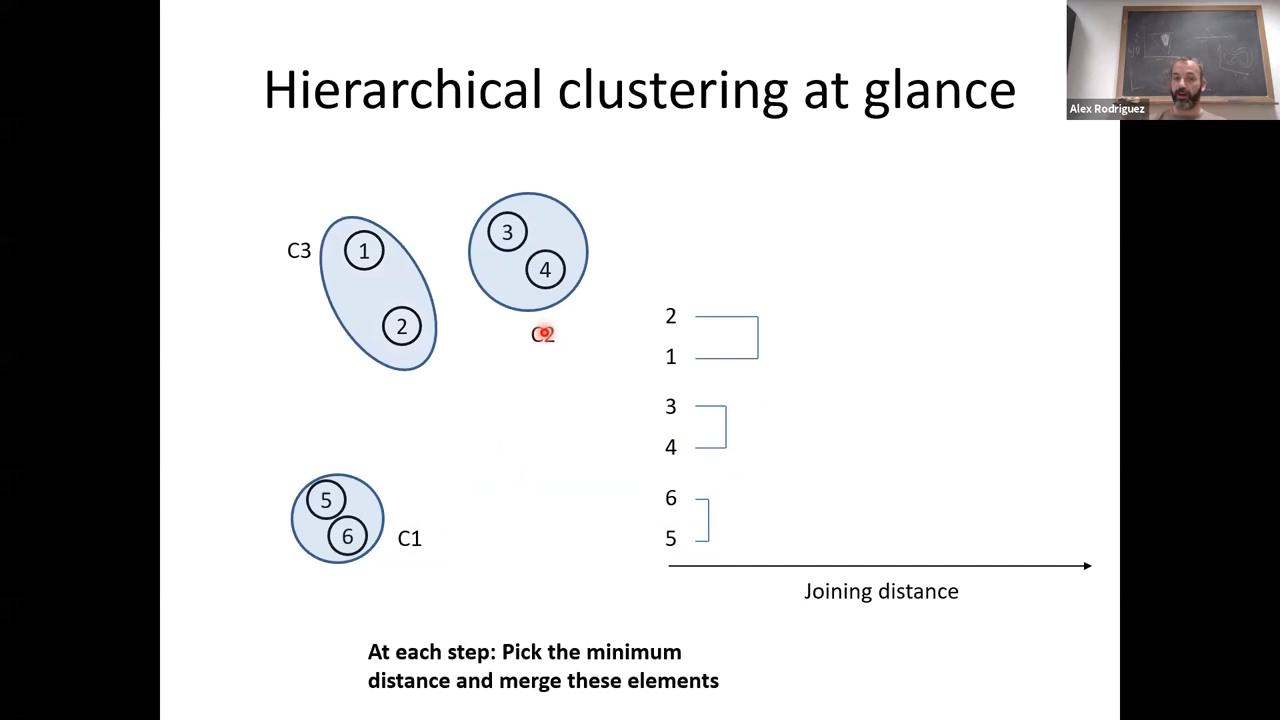 Hierarchical clustering at glance
Alex Rodriguez
C3
1
2
3
4
C2
5
6
C1
2
1
3
4
6
5
Joining distance
At each step: Pick the minimum
distance and merge these elements